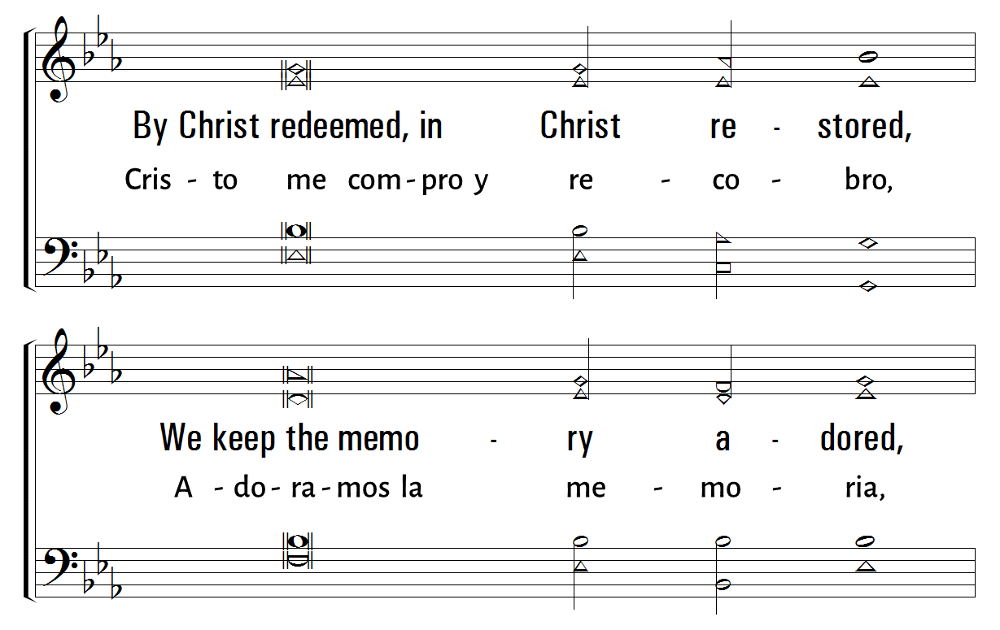 By Christ redeemed, in Christ re - stored,
Cris - to me com - pro y re - co - bro,
We keep the memo - ry a - dored,
A - do - ra - mos la me - mo - ria,